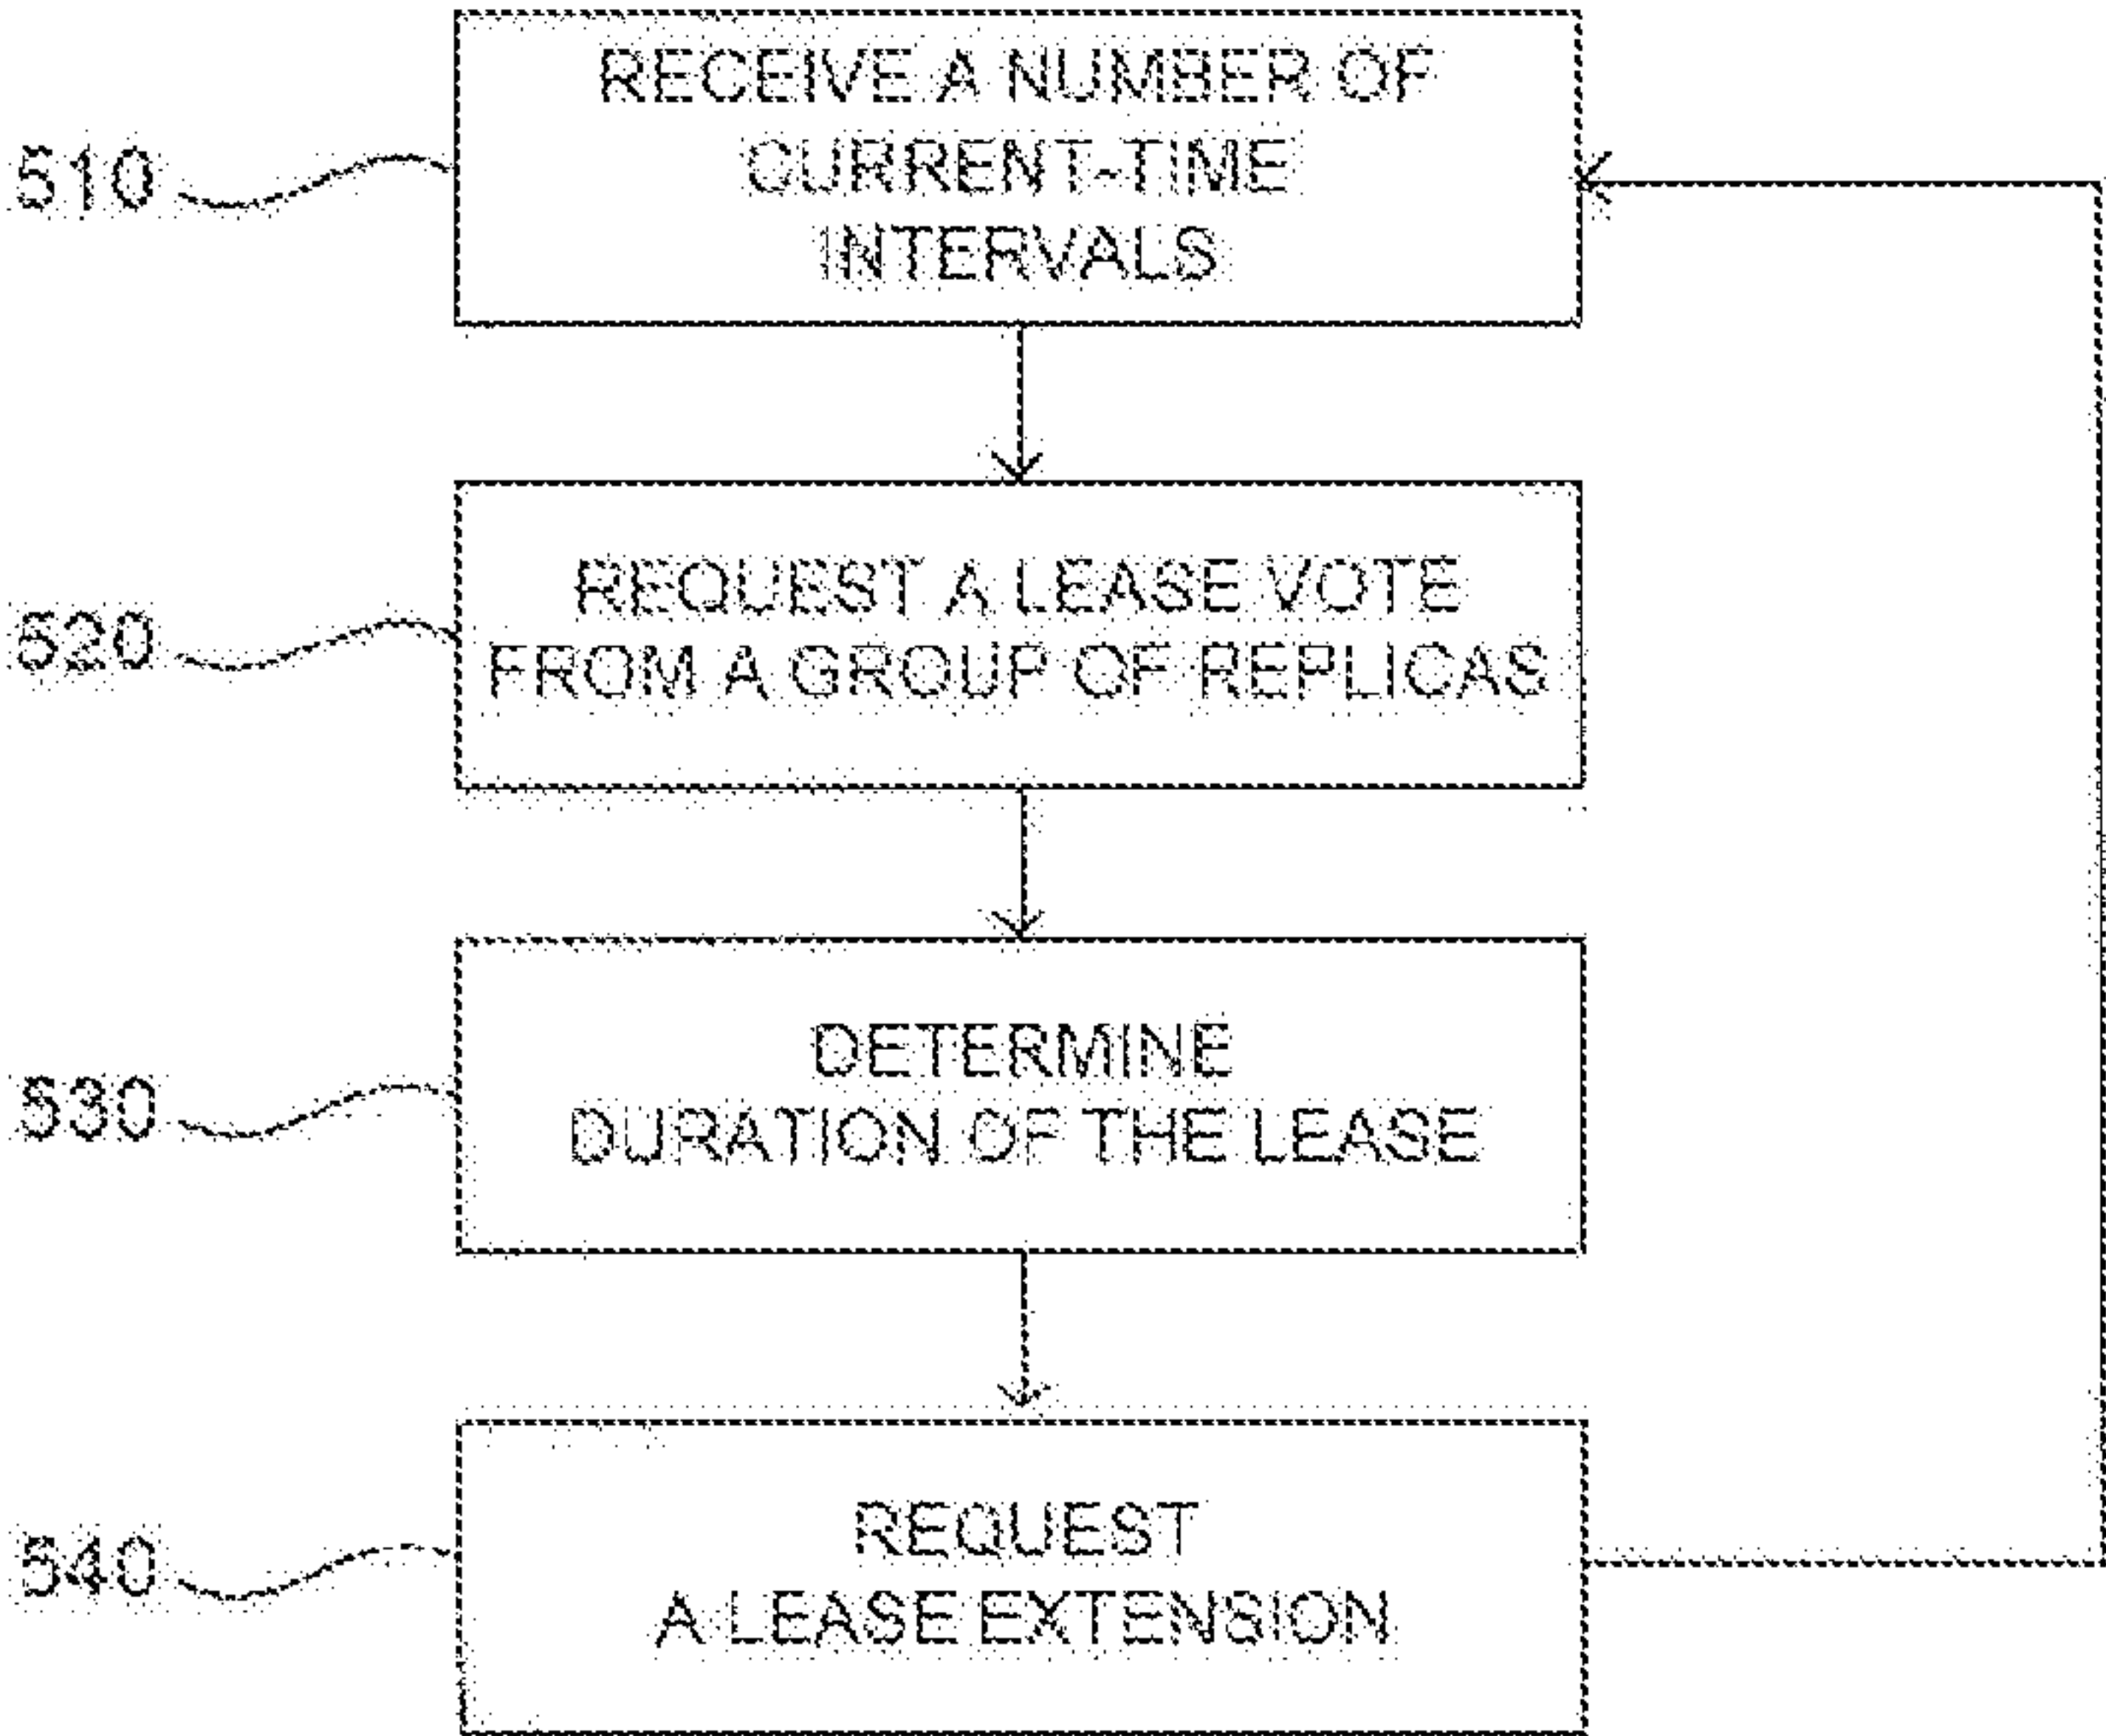 RECEIVE A NUMBER OF
CURRENT-TIME
INTERVALS
510
REQUEST A LEASE VOTE
FROM A GROUP OF REPLICAS
520
DETERMINE
DURATION OF THE LEASE
530
REQUEST
A LEASE EXTENSION
540